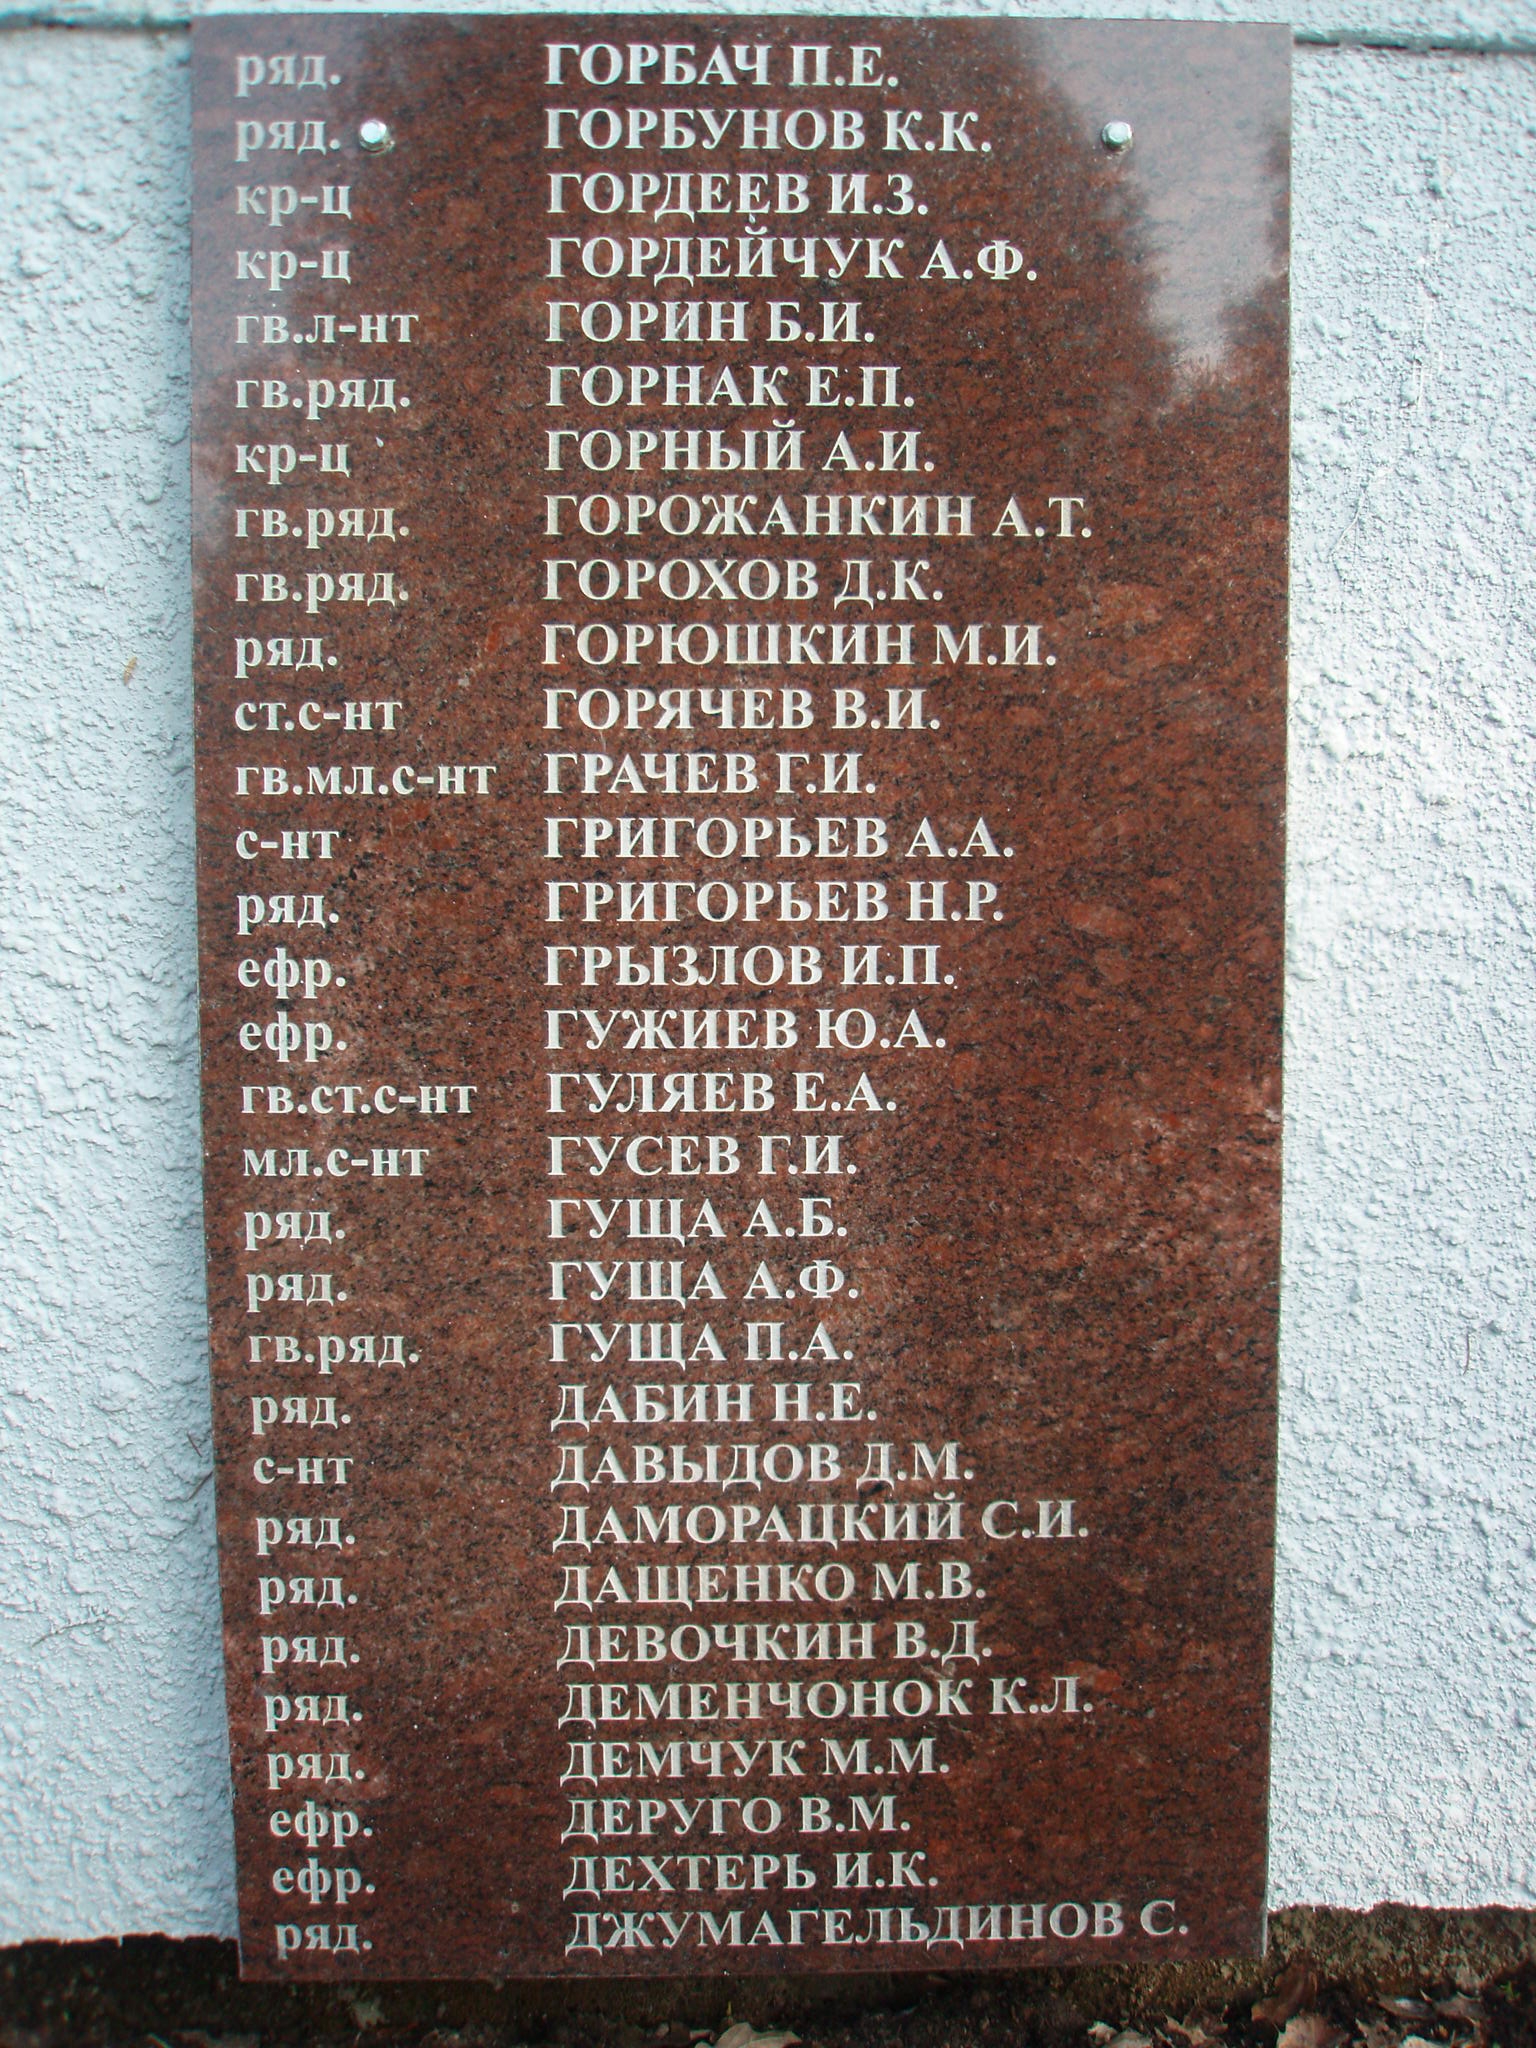 ряд. ГОРБАЧ П.Е.
ряд. ГОРБУНОВ К.К.
кр-ц ГОРДЕЕВ И.З.
кр-ц ГОРДЕЙЧУК А.Ф.
гв.л-нт ГОРИН Б.И.
гв.ряд. ГОРНАК Е.П.
кр-ц ГОРНЫЙ А.И.
гв.ряд. ГОРОЖАНКИН А.Т.
гв.ряд. ГОРОХОВ Д.К.
ряд. ГОРЮШКИН М.И.
ст.с-нт ГОРЯЧЕВ В.И.
гв.мл.с-нт ГРАЧЕВ Г.И.
с-нт ГРИГОРЬЕВ А.А.
ряд. ГРИГОРЬЕВ Н.Р.
ефр. ГРЫЗЛОВ И.П.
ефр. ГУЖИЕВ Ю.А.
гв.ст.с-нт ГУЛЯЕВ Е.А.
мл.с-нт ГУСЕВ Г.И.
ряд. ГУЩА А.Б.
ряд. ГУЩА А.Ф.
гв.ряд. ГУЩА П.А.
ряд. ДАБИН Н.Е.
с-нт ДАВЫДОВ Д.М.
ряд. ДАМОРАЦКИЙ С.И.
ряд. ДАЩЕНКО М.В.
ряд. ДЕВОЧКИН В.Д.
ряд. ДЕМЕНЧОНОК К.Л.
ряд. ДЕМЧУК М.М.
ефр. ДЕРУГО В.М.
ефр. ДЕХТЕРЬ И.К.
ряд. ДЖУМАГЕЛЬДИНОВ С.